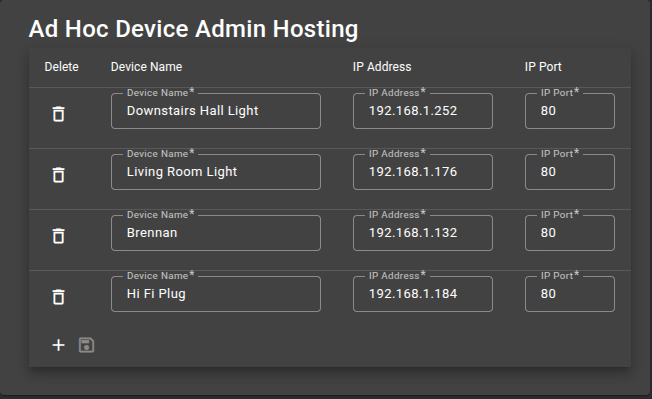 Ad Hoc Device Admin Hosting
Delete Device Name IP Address IP Port
Device Name* IP Address* IP Port*
Downstairs Hall Light 192.168.1.252 80
Device Name* IP Address* IP Port*
Living Room Light 192.168.1.176 80
Device Name* IP Address* IP Port*
Brennan 192.168.1.132 80
Device Name* IP Address* IP Port*
Hi Fi Plug 192.168.1.184 80